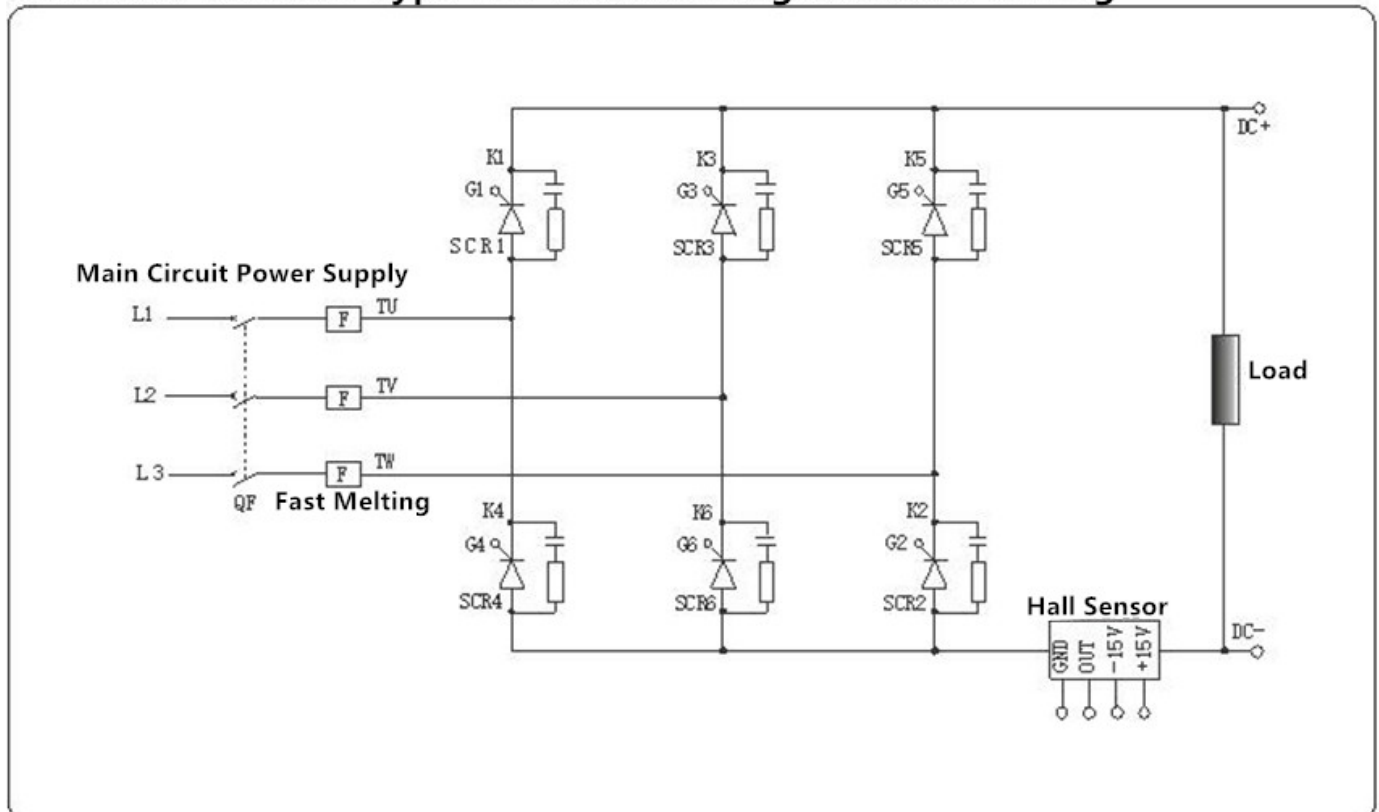 K1
K3
K5
DC+
G1
G3
G5
SCR1
SCR3
SCR5
Main Circuit Power Supply
L1
F
TU
L2
F
TV
Load
L3
F
TW
QF
Fast Melting
K4
K6
K2
G4
G6
G2
SCR4
SCR6
SCR2
Hall Sensor
DC-
GND
OUT
-15V
+15V